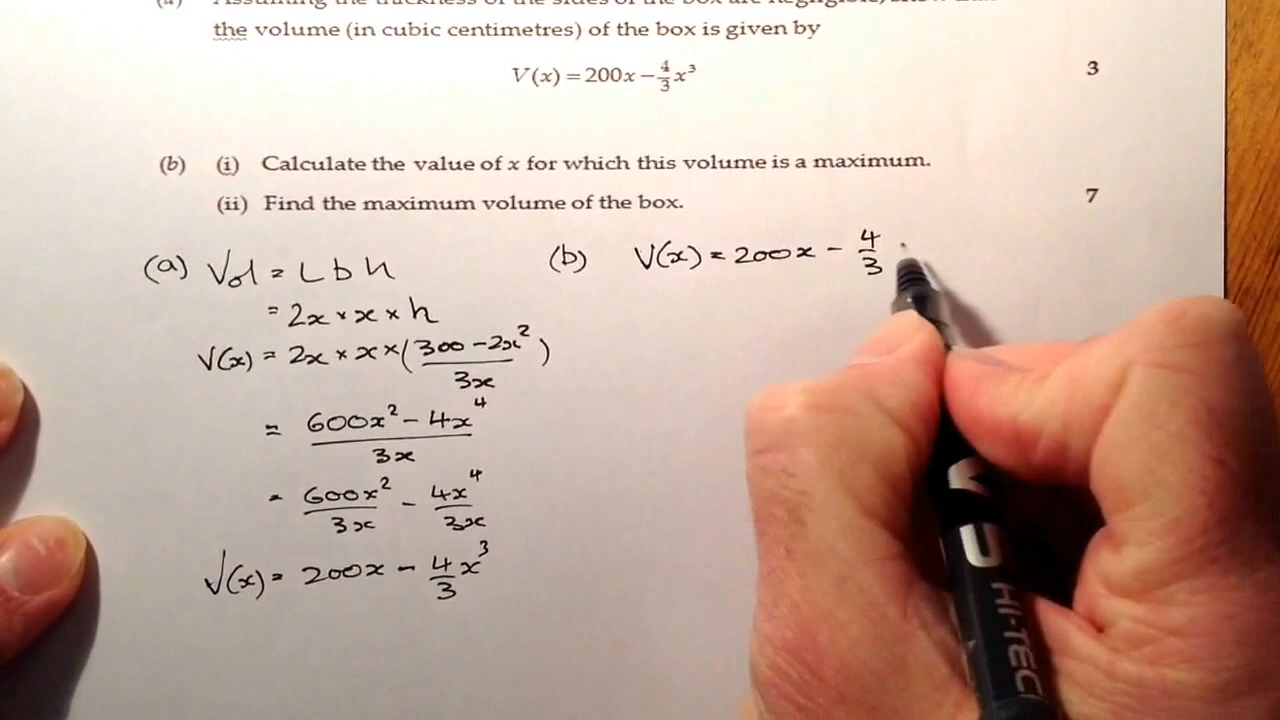 the volume (in cubic centimetres) of the box is given by
V(x) = 200x − 4/3 x³
3
(b) (i) Calculate the value of x for which this volume is a maximum.
(ii) Find the maximum volume of the box.
7
(a) Vol = L b h
= 2x × x × h
V(x) = 2x × x × (300 − 2x² / 3x)
= 600x² − 4x⁴ / 3x
= 600x² / 3x − 4x⁴ / 3x
V(x) = 200x − 4/3 x³
(b) V(x) = 200x − 4/3
V5
HI-TEC